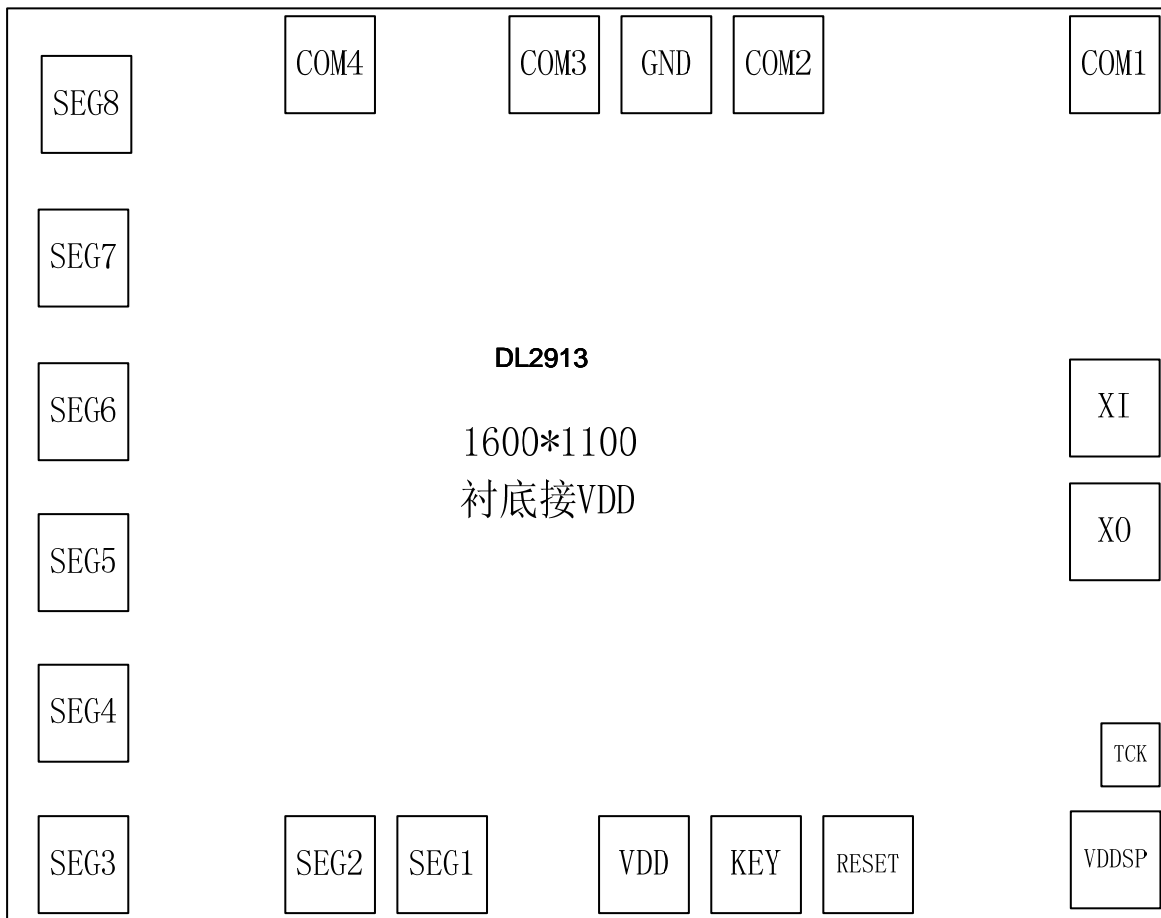 COM4 COM3 GND COM2 COM1
SEG8
SEG7
DL2913
SEG6 XI
1600*1100
衬底接VDD
XO
SEG5
SEG4
TCK
SEG3 SEG2 SEG1 VDD KEY RESET VDDSP